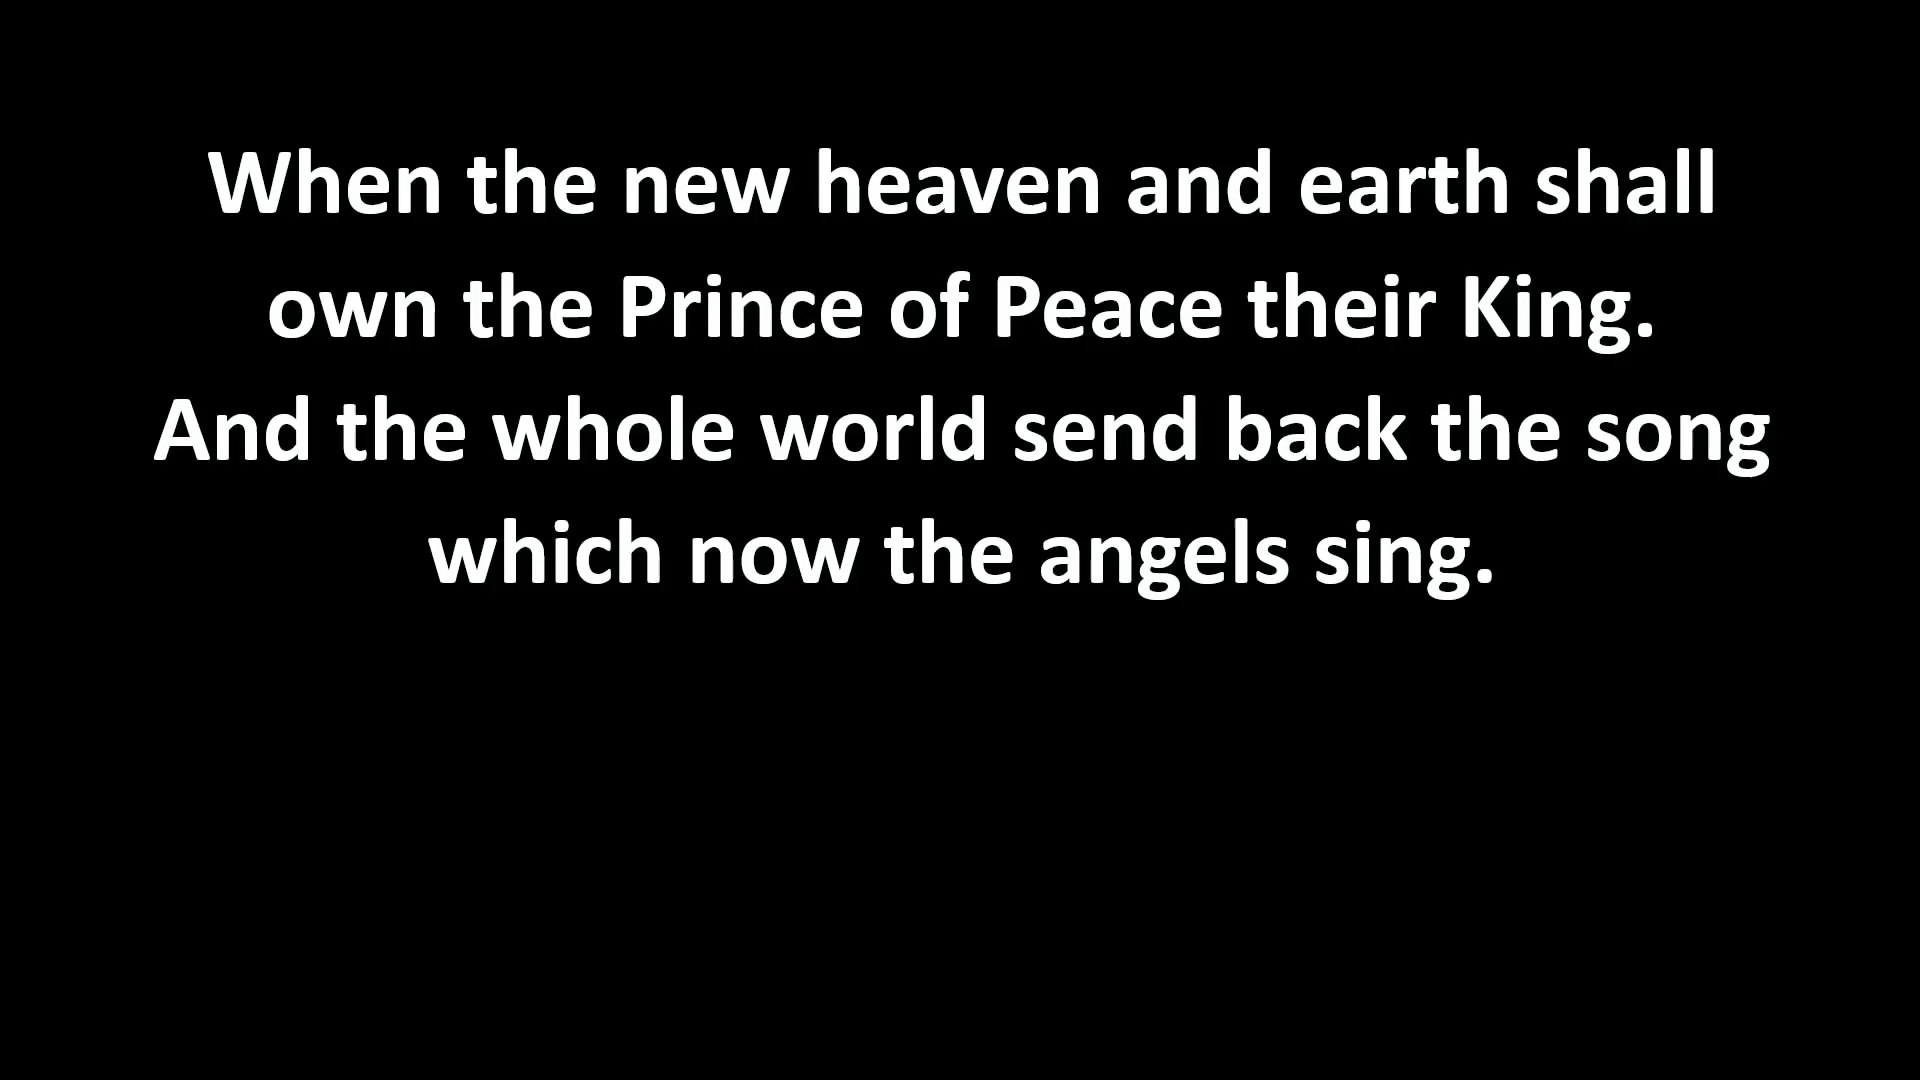 When the new heaven and earth shall
own the Prince of Peace their King.
And the whole world send back the song
which now the angels sing.